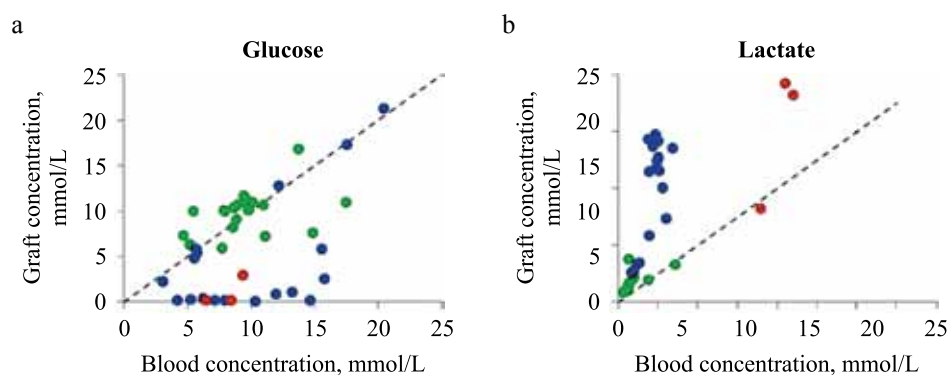 a
Glucose
Graft concentration,
mmol/L
25
20
15
10
5
0
0 5 10 15 20 25
Blood concentration, mmol/L
b
Lactate
Graft concentration,
mmol/L
25
20
15
10
5
0
0 5 10 15 20 25
Blood concentration, mmol/L